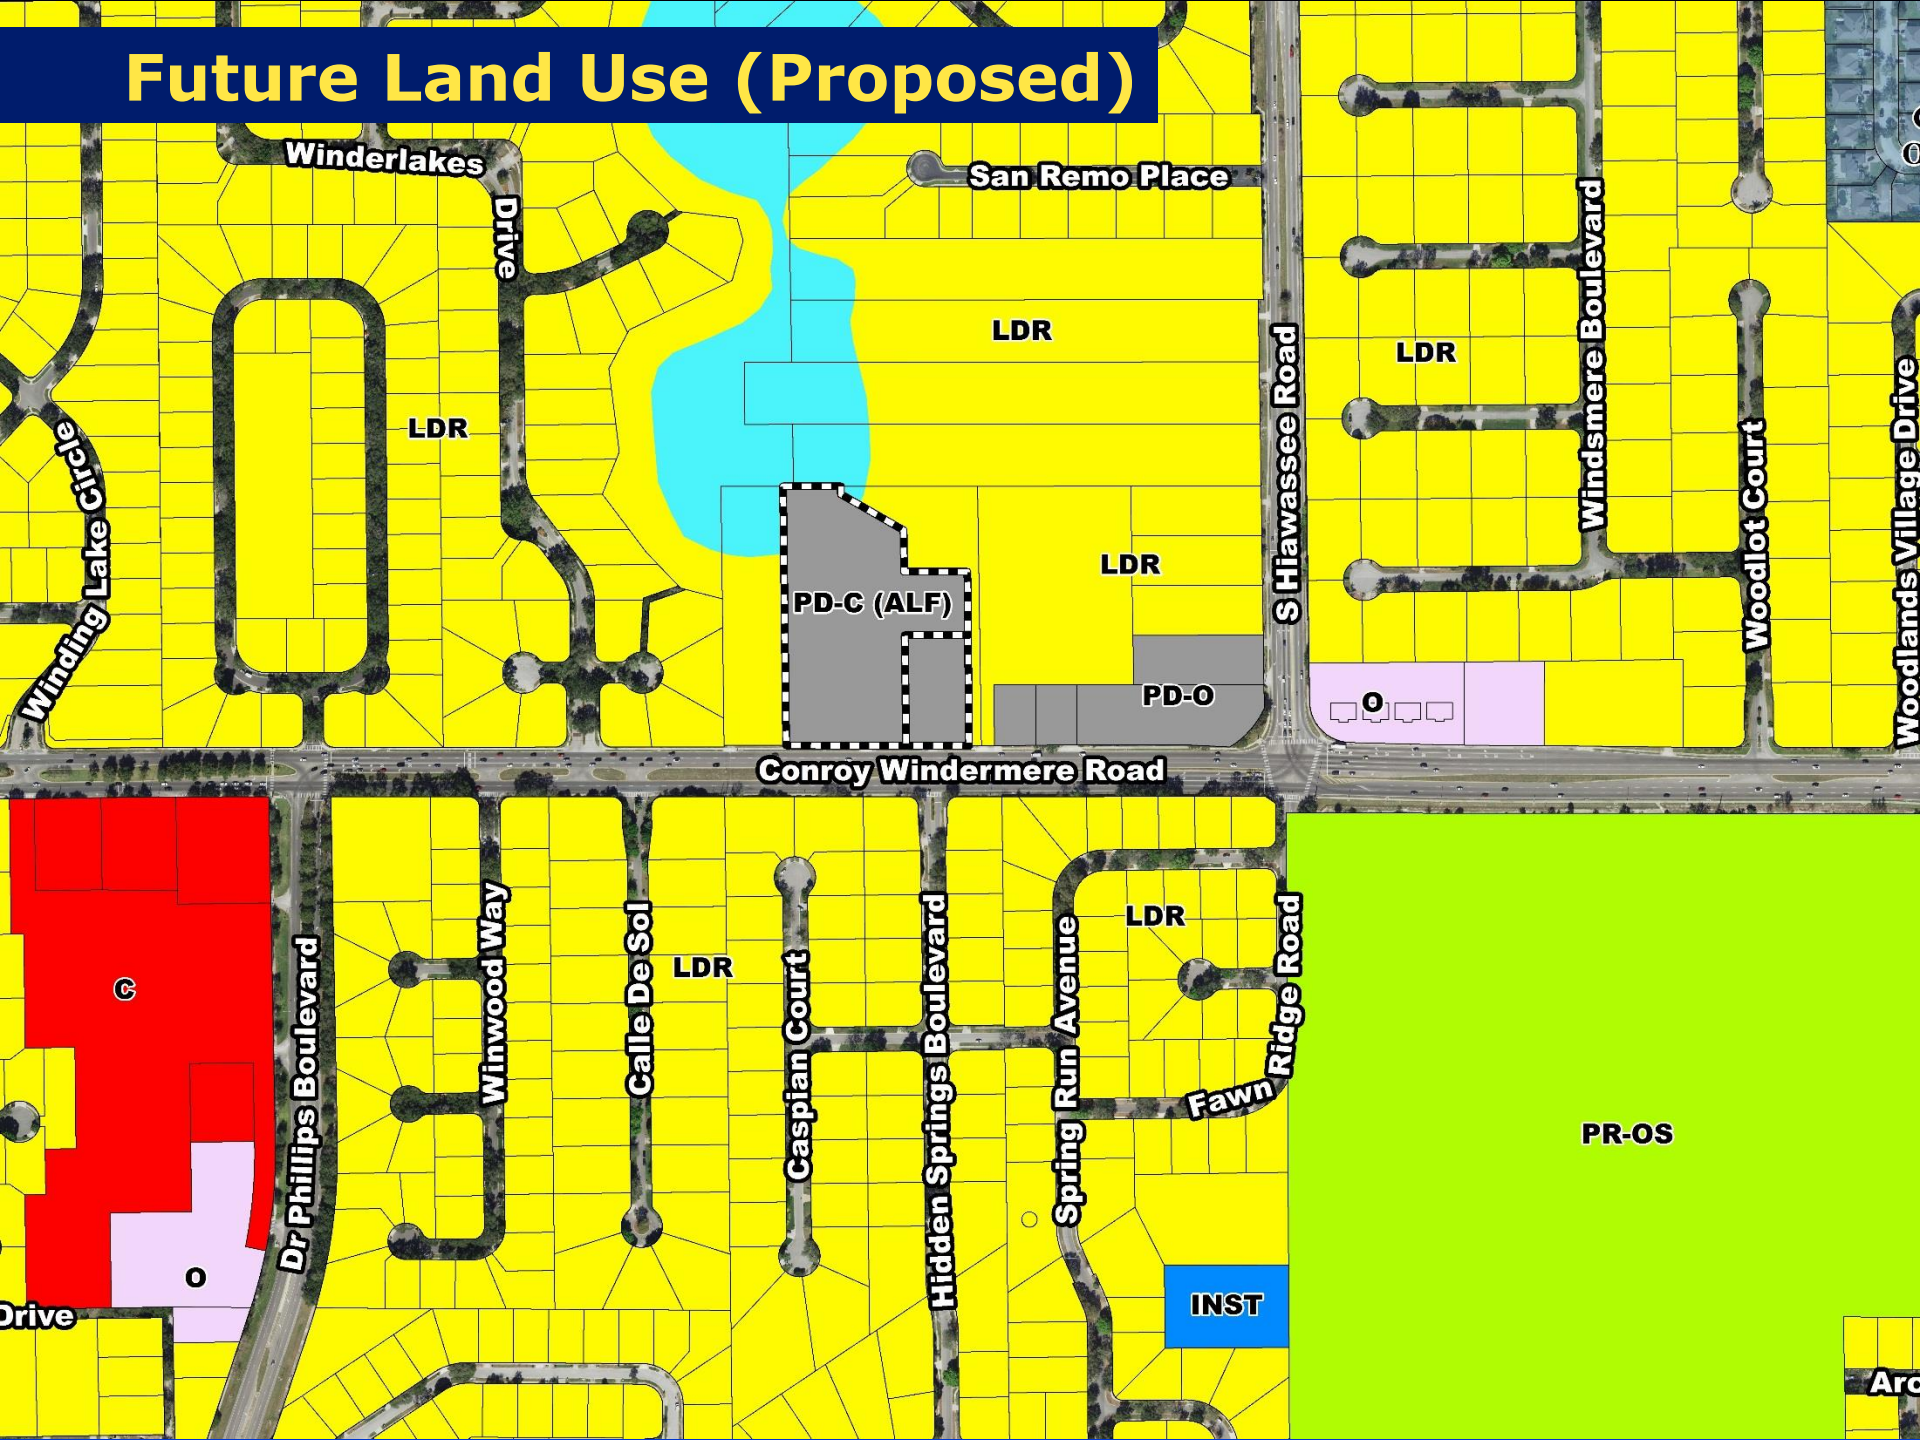 Future Land Use (Proposed)
Winderlakes
Drive
San Remo Place
LDR
LDR
LDR
LDR
Winding Lake Circle
S Hiawassee Road
Windsmere Boulevard
Woodlot Court
Woodlands Village Drive
PD-C (ALF)
PD-O
O
Conroy Windermere Road
C
O
Drive
Dr Phillips Boulevard
Winwood Way
Calle De Sol
LDR
Caspian Court
Hidden Springs Boulevard
Spring Run Avenue
LDR
Fawn Ridge Road
PR-OS
INST